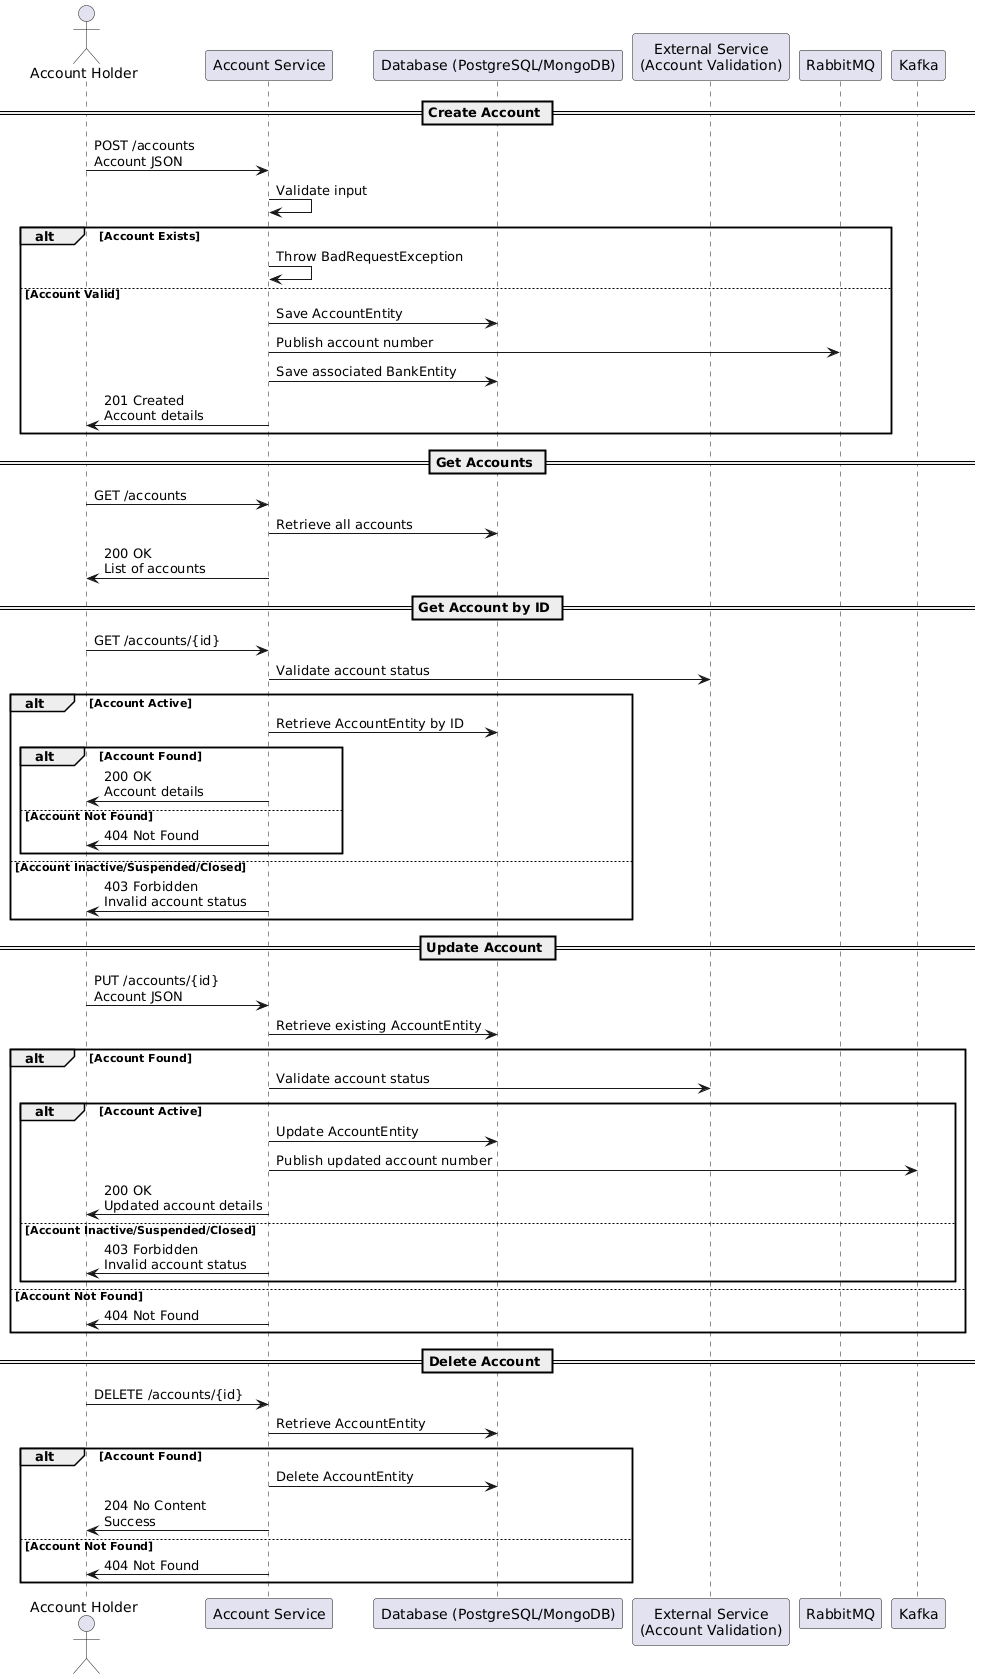 Account Holder
Account Service
Database (PostgreSQL/MongoDB)
External Service
(Account Validation)
RabbitMQ
Kafka
Create Account
POST /accounts
Account JSON
Validate input
alt
[Account Exists]
Throw BadRequestException
[Account Valid]
Save AccountEntity
Publish account number
Save associated BankEntity
201 Created
Account details
Get Accounts
GET /accounts
Retrieve all accounts
200 OK
List of accounts
Get Account by ID
GET /accounts/{id}
Validate account status
alt
[Account Active]
Retrieve AccountEntity by ID
alt
[Account Found]
200 OK
Account details
[Account Not Found]
404 Not Found
[Account Inactive/Suspended/Closed]
403 Forbidden
Invalid account status
Update Account
PUT /accounts/{id}
Account JSON
Retrieve existing AccountEntity
alt
[Account Found]
Validate account status
alt
[Account Active]
Update AccountEntity
Publish updated account number
200 OK
Updated account details
[Account Inactive/Suspended/Closed]
403 Forbidden
Invalid account status
[Account Not Found]
404 Not Found
Delete Account
DELETE /accounts/{id}
Retrieve AccountEntity
alt
[Account Found]
Delete AccountEntity
204 No Content
Success
[Account Not Found]
404 Not Found
Account Holder
Account Service
Database (PostgreSQL/MongoDB)
External Service
(Account Validation)
RabbitMQ
Kafka